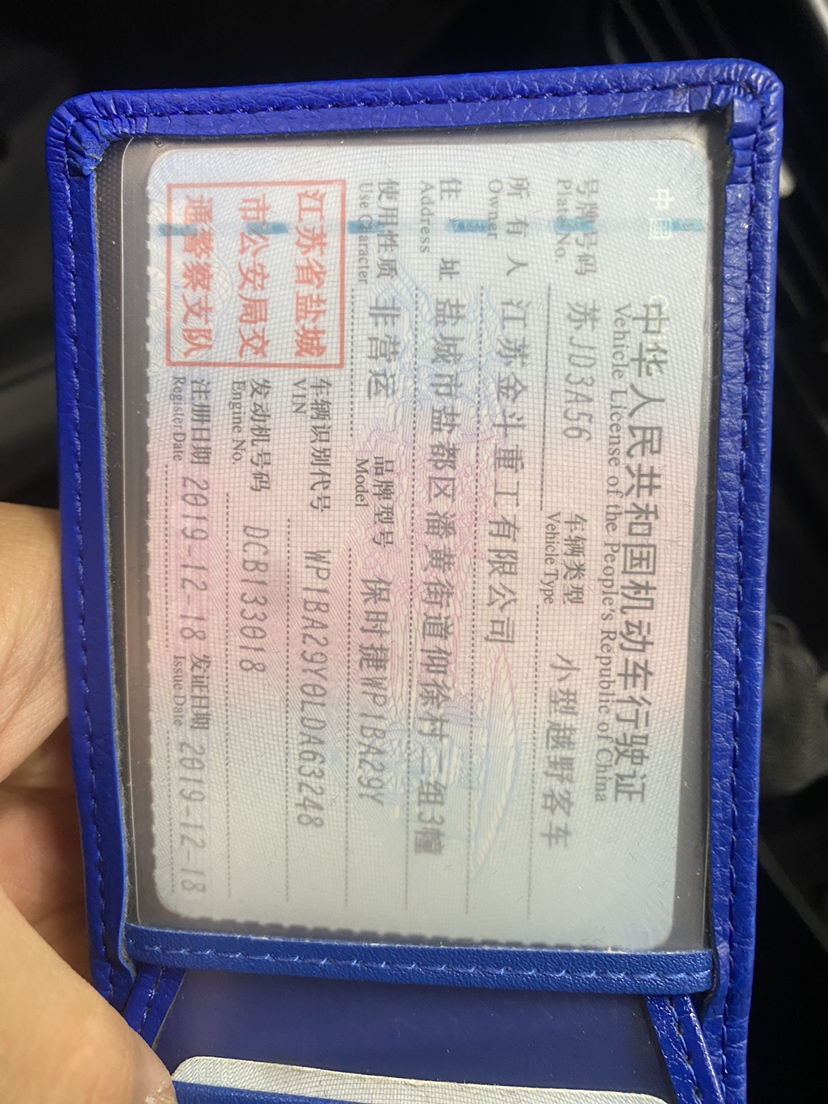 中国
中华人民共和国机动车行驶证
Vehicle License of the People's Republic of China
号牌号码 苏JD3A56 车辆类型 小型越野客车
Plate No. Vehicle Type
所有人 江苏金斗重工有限公司
Owner
住址 盐城市盐都区潘黄街道仰徐村三组3幢
Address
使用性质 非营运 品牌型号 保时捷WP1BA29Y
Use Character Model
江苏省盐城
市公安局交
通警察支队
车辆识别代号 WP1BA29Y0LDA63248
VIN
发动机号码 DCB133018
Engine No.
注册日期 2019-12-18 发证日期 2019-12-18
Register Date Issue Date